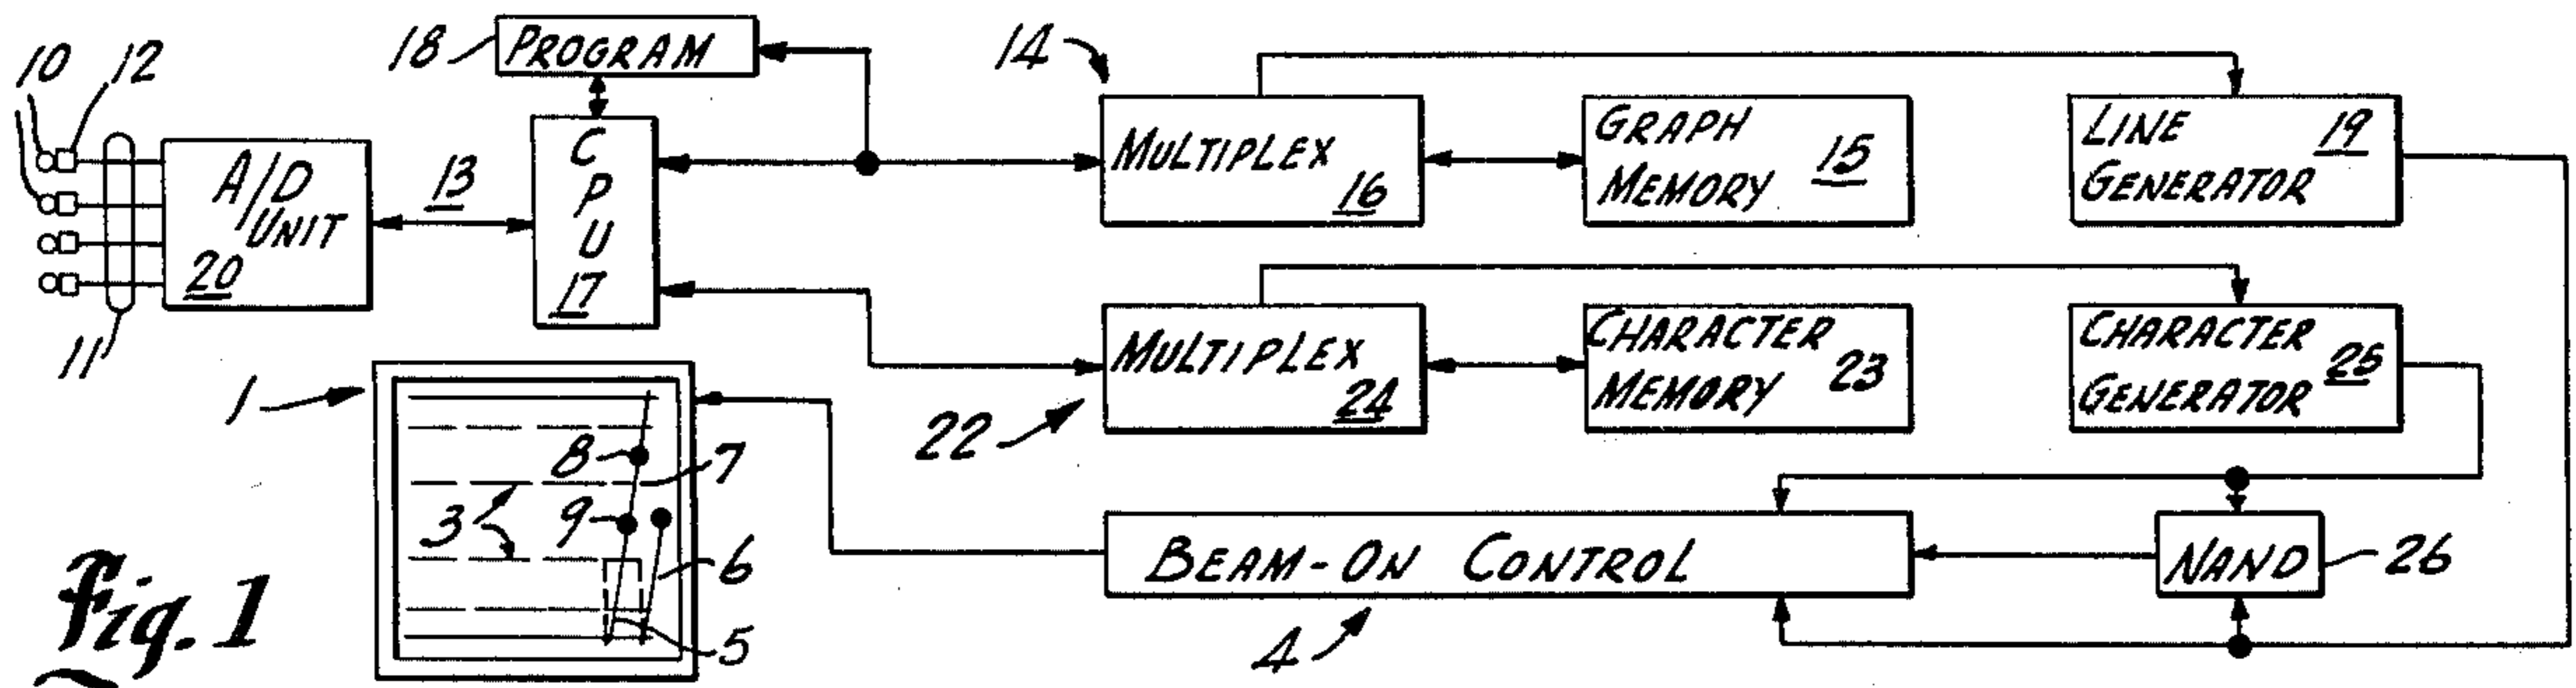 10 12
18 PROGRAM
14
A/D UNIT 20
13
CPU 17
MULTIPLEX 16
GRAPH MEMORY 15
LINE GENERATOR 19
11
MULTIPLEX 24
CHARACTER MEMORY 23
CHARACTER GENERATOR 25
22
1
8
7
3
9
6
5
BEAM-ON CONTROL
4
NAND 26
Fig. 1